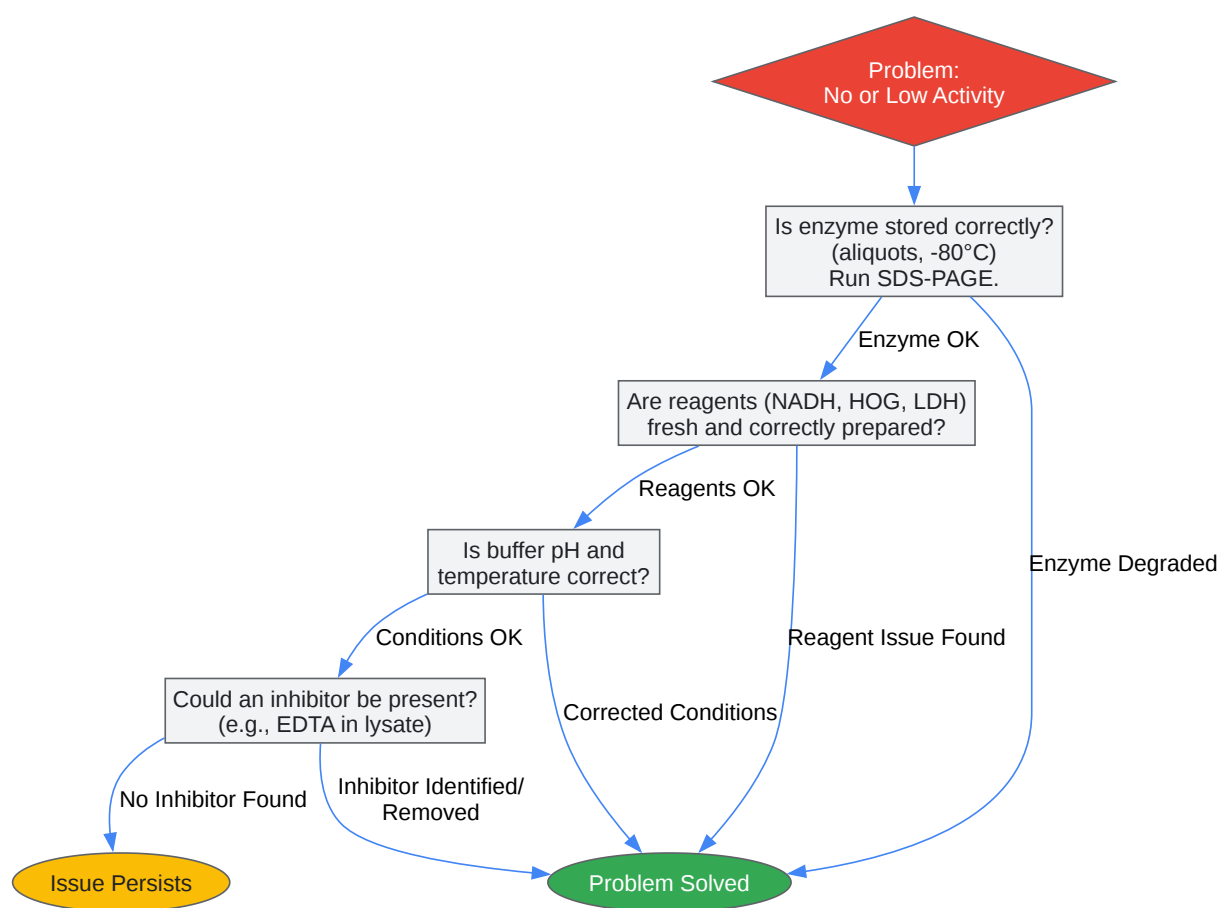 Problem:
No or Low Activity
Is enzyme stored correctly?
(aliquots, -80°C)
Run SDS-PAGE.
Enzyme OK
Are reagents (NADH, HOG, LDH)
fresh and correctly prepared?
Reagents OK
Is buffer pH and
temperature correct?
Enzyme Degraded
Conditions OK
Reagent Issue Found
Could an inhibitor be present?
(e.g., EDTA in lysate)
Corrected Conditions
No Inhibitor Found
Inhibitor Identified/
Removed
Issue Persists
Problem Solved